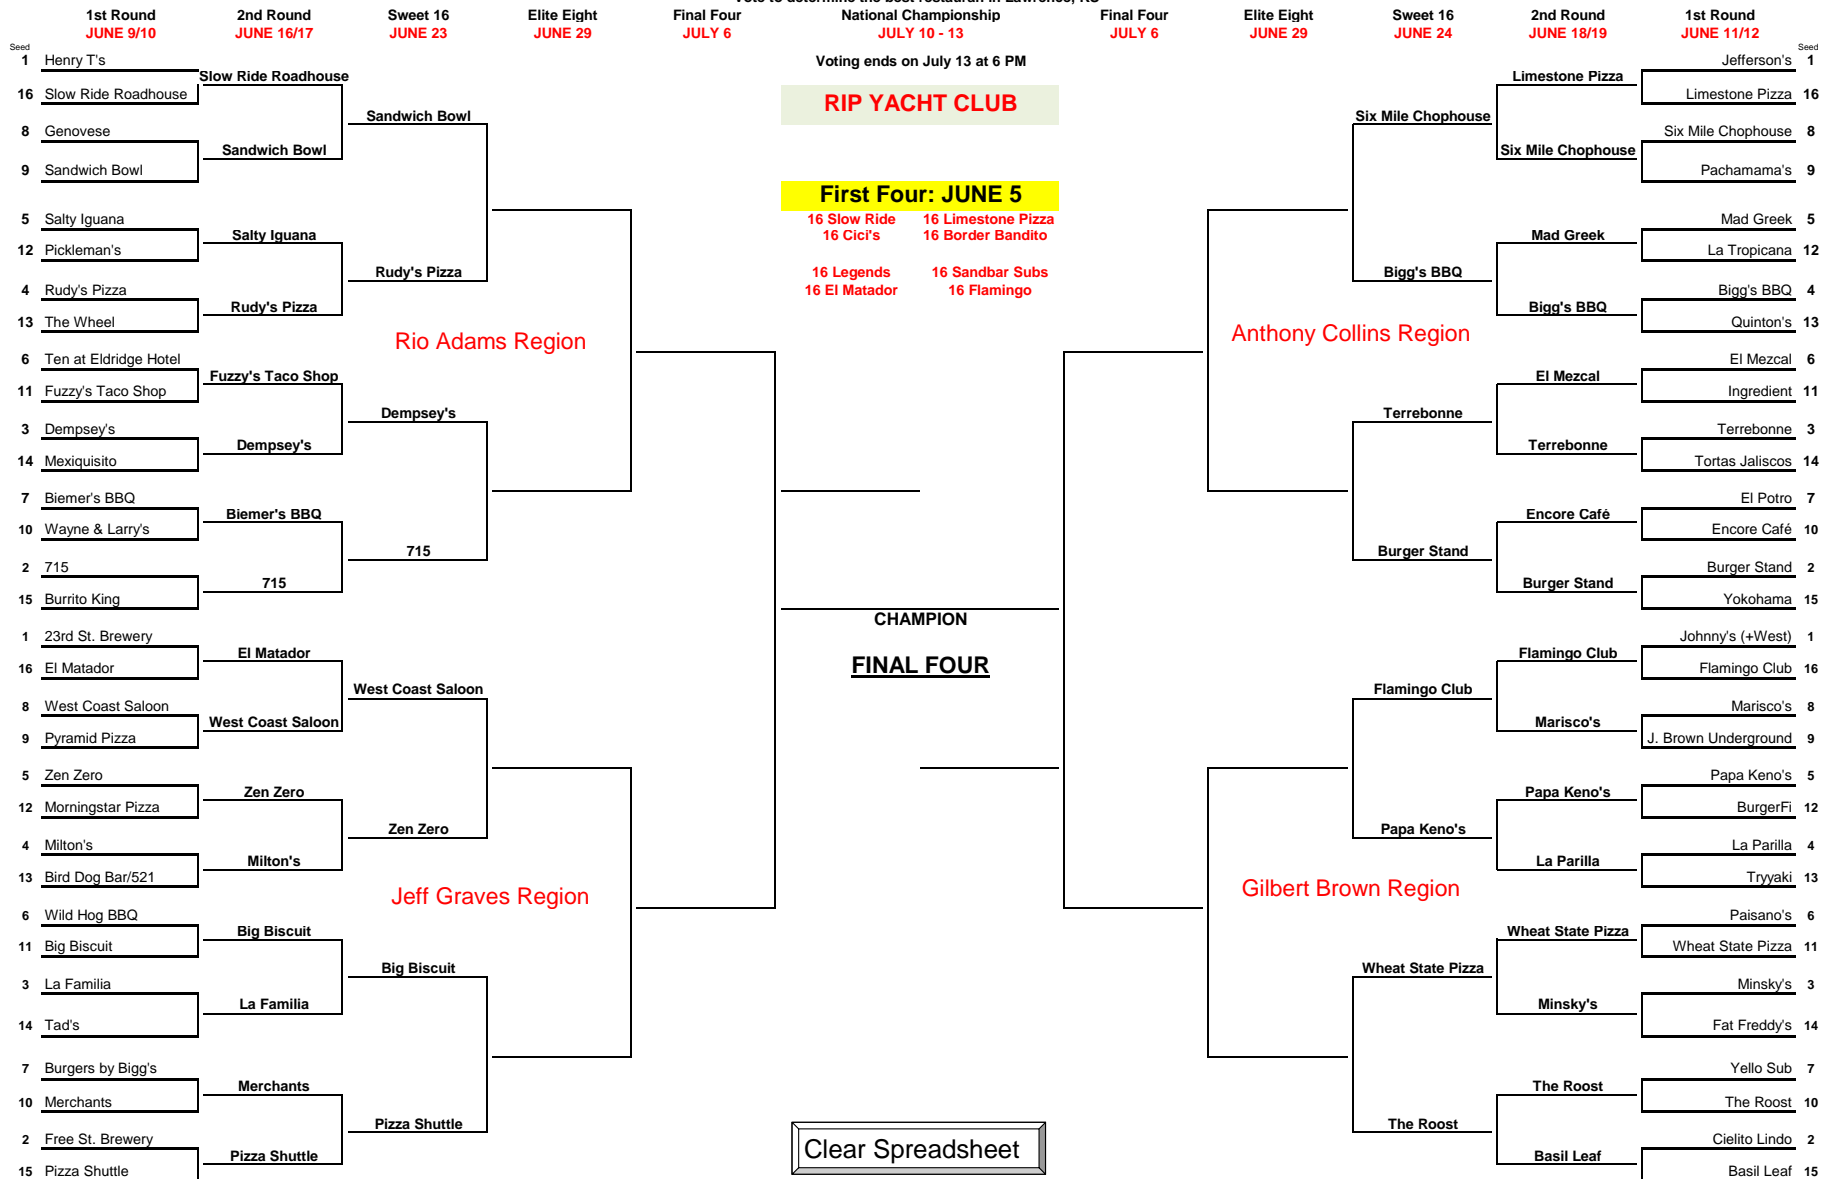 Vote to determine the best restaurant in Lawrence, KS
1st Round 2nd Round Sweet 16 Elite Eight Final Four National Championship Final Four Elite Eight Sweet 16 2nd Round 1st Round
JUNE 9/10 JUNE 16/17 JUNE 23 JUNE 29 JULY 6 JULY 10 - 13 JULY 6 JUNE 29 JUNE 24 JUNE 18/19 JUNE 11/12
Seed Seed
1 Henry T's Voting ends on July 13 at 6 PM Jefferson's 1
Slow Ride Roadhouse Limestone Pizza
16 Slow Ride Roadhouse RIP YACHT CLUB Limestone Pizza 16
Sandwich Bowl Six Mile Chophouse
8 Genovese Six Mile Chophouse 8
Sandwich Bowl Six Mile Chophouse
9 Sandwich Bowl Pachamama's 9
First Four: JUNE 5
5 Salty Iguana 16 Slow Ride 16 Limestone Pizza Mad Greek 5
Salty Iguana 16 Cici's 16 Border Bandito Mad Greek
12 Pickleman's La Tropicana 12
Rudy's Pizza 16 Legends 16 Sandbar Subs Bigg's BBQ
4 Rudy's Pizza 16 El Matador 16 Flamingo Bigg's BBQ 4
Rudy's Pizza Bigg's BBQ
13 The Wheel Quinton's 13
Rio Adams Region Anthony Collins Region
6 Ten at Eldridge Hotel El Mezcal 6
Fuzzy's Taco Shop El Mezcal
11 Fuzzy's Taco Shop Ingredient 11
Dempsey's Terrebonne
3 Dempsey's Terrebonne 3
Dempsey's Terrebonne
14 Mexiquisito Tortas Jaliscos 14
7 Biemer's BBQ El Potro 7
Biemer's BBQ Encore Café
10 Wayne & Larry's Encore Café 10
715 Burger Stand
2 715 Burger Stand 2
715 Burger Stand
15 Burrito King Yokohama 15
CHAMPION
1 23rd St. Brewery Johnny's (+West) 1
El Matador Flamingo Club
16 El Matador FINAL FOUR Flamingo Club 16
West Coast Saloon Flamingo Club
8 West Coast Saloon Marisco's 8
West Coast Saloon Marisco's
9 Pyramid Pizza J. Brown Underground 9
5 Zen Zero Papa Keno's 5
Zen Zero Papa Keno's
12 Morningstar Pizza BurgerFi 12
Zen Zero Papa Keno's
4 Milton's La Parilla 4
Milton's La Parilla
13 Bird Dog Bar/521 Tryyaki 13
Jeff Graves Region Gilbert Brown Region
6 Wild Hog BBQ Paisano's 6
Big Biscuit Wheat State Pizza
11 Big Biscuit Wheat State Pizza 11
Big Biscuit Wheat State Pizza
3 La Familia Minsky's 3
La Familia Minsky's
14 Tad's Fat Freddy's 14
7 Burgers by Bigg's Yello Sub 7
Merchants The Roost
10 Merchants The Roost 10
Pizza Shuttle The Roost
2 Free St. Brewery Clear Spreadsheet Cielito Lindo 2
Pizza Shuttle Basil Leaf
15 Pizza Shuttle Basil Leaf 15